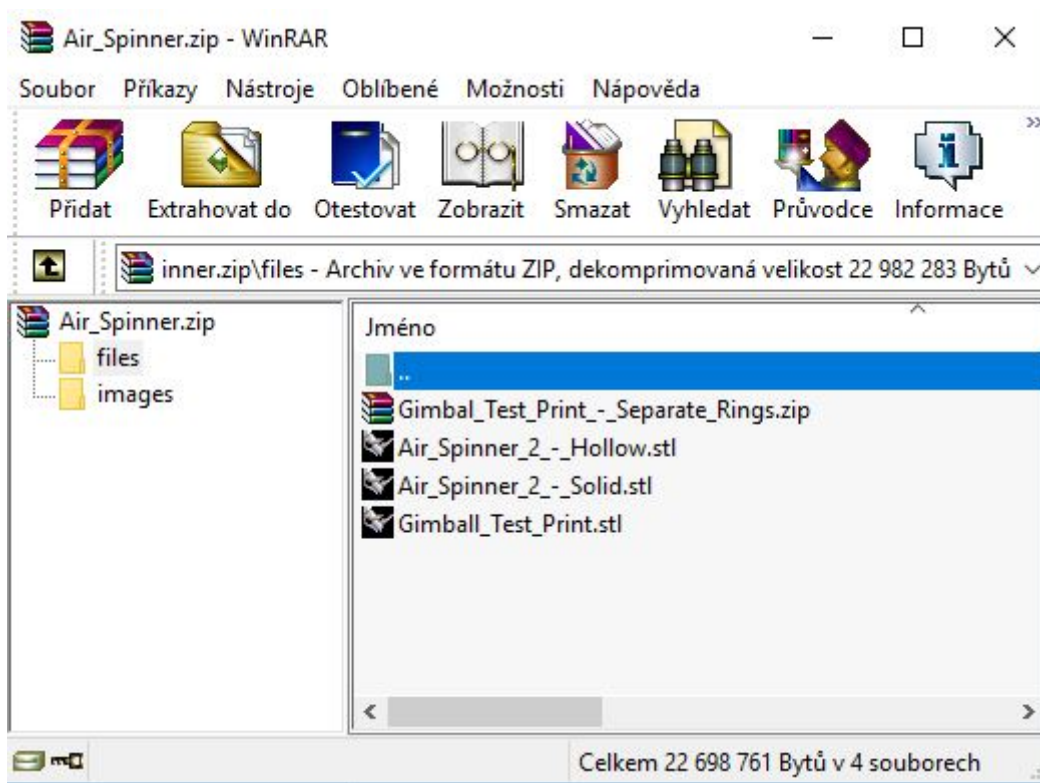 Air_Spinner.zip - WinRAR
Soubor Příkazy Nástroje Oblíbené Možnosti Nápověda
Přidat Extrahovat do Otestovat Zobrazit Smazat Vyhledat Průvodce Informace
inner.zip\files - Archiv ve formátu ZIP, dekomprimovaná velikost 22 982 283 Bytů
Air_Spinner.zip
files
images
Jméno
..
Gimbal_Test_Print_-_Separate_Rings.zip
Air_Spinner_2_-_Hollow.stl
Air_Spinner_2_-_Solid.stl
Gimball_Test_Print.stl
Celkem 22 698 761 Bytů v 4 souborech